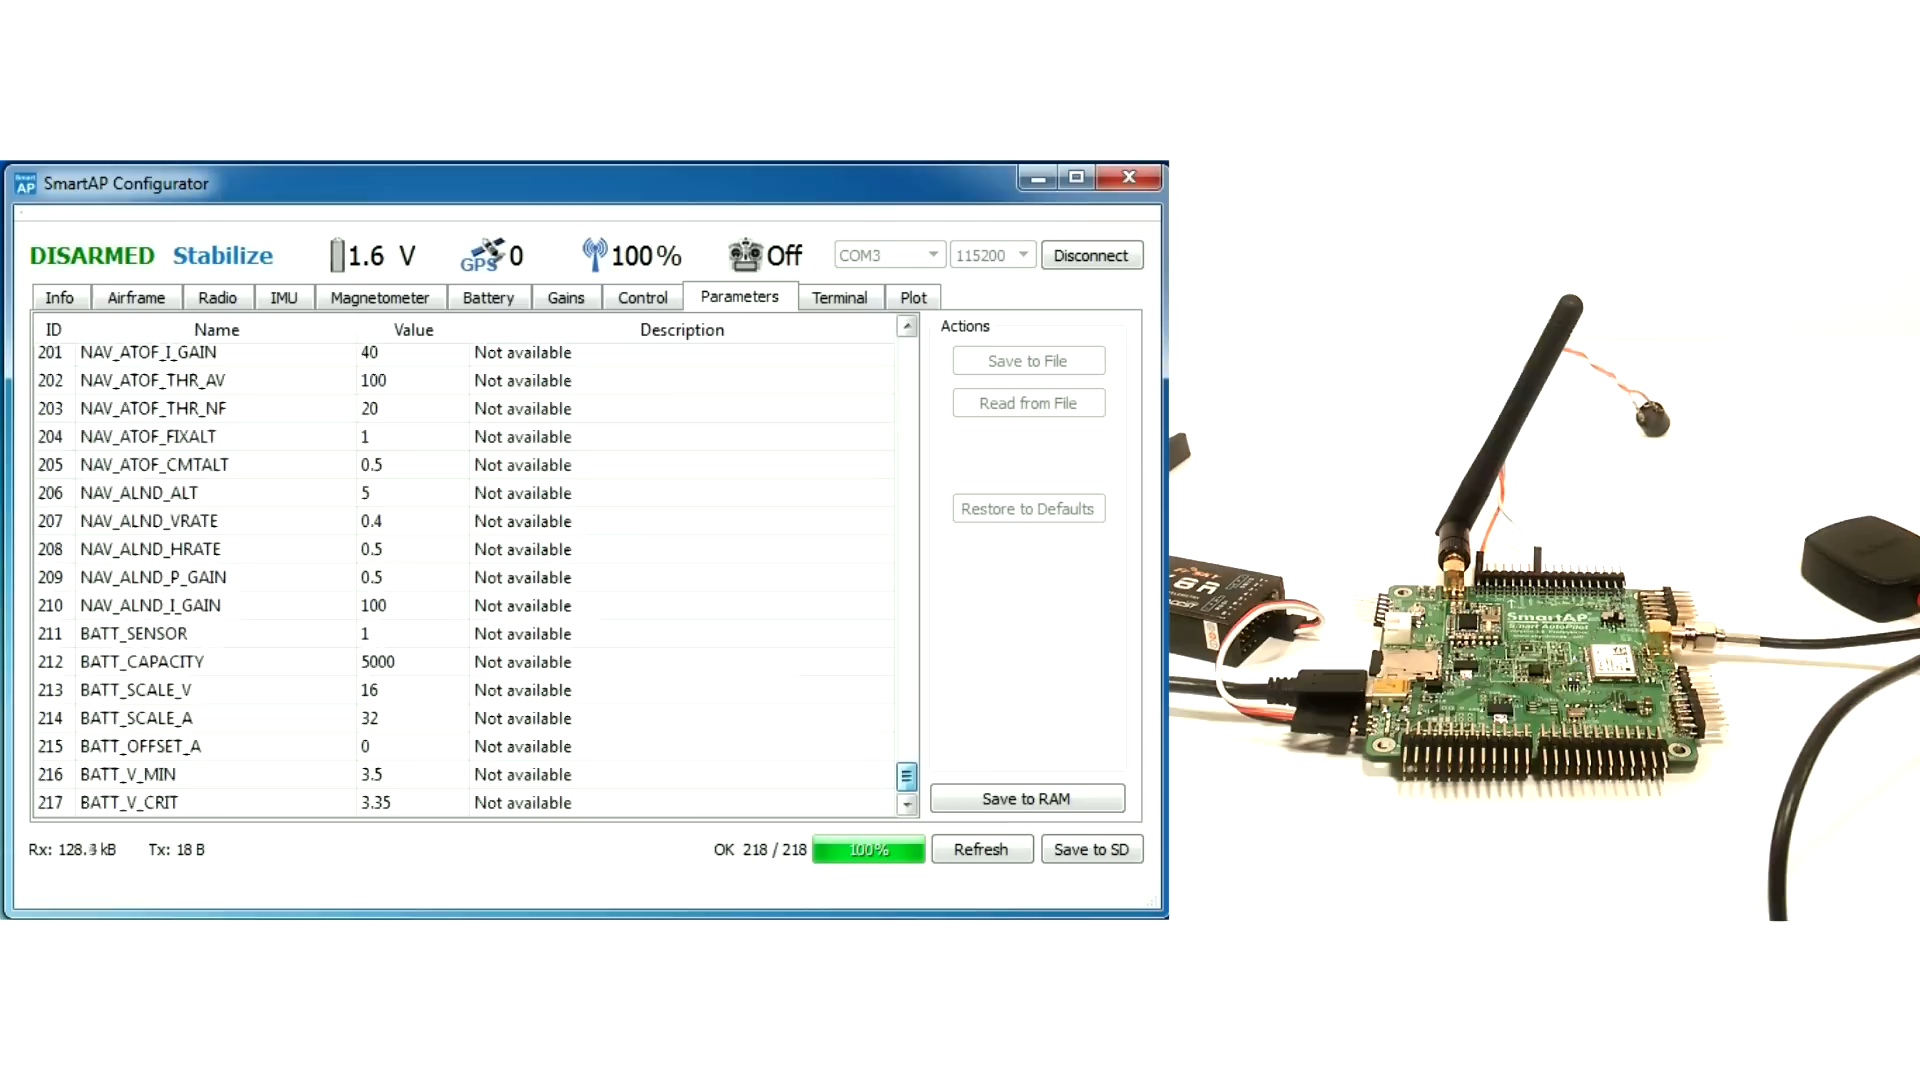 SmartAP Configurator
DISARMED Stabilize 1.6 V GPS 0 100% Off COM3 115200 Disconnect
Info Airframe Radio IMU Magnetometer Battery Gains Control Parameters Terminal Plot
ID Name Value Description
201 NAV_ATOF_I_GAIN 40 Not available
202 NAV_ATOF_THR_AV 100 Not available
203 NAV_ATOF_THR_NF 20 Not available
204 NAV_ATOF_FIXALT 1 Not available
205 NAV_ATOF_CMTALT 0.5 Not available
206 NAV_ALND_ALT 5 Not available
207 NAV_ALND_VRATE 0.4 Not available
208 NAV_ALND_HRATE 0.5 Not available
209 NAV_ALND_P_GAIN 0.5 Not available
210 NAV_ALND_I_GAIN 100 Not available
211 BATT_SENSOR 1 Not available
212 BATT_CAPACITY 5000 Not available
213 BATT_SCALE_V 16 Not available
214 BATT_SCALE_A 32 Not available
215 BATT_OFFSET_A 0 Not available
216 BATT_V_MIN 3.5 Not available
217 BATT_V_CRIT 3.35 Not available
Actions
Save to File
Read from File
Restore to Defaults
Save to RAM
Rx: kB Tx: 18 B OK 218 / 218 100% Refresh Save to SD
SmartAP